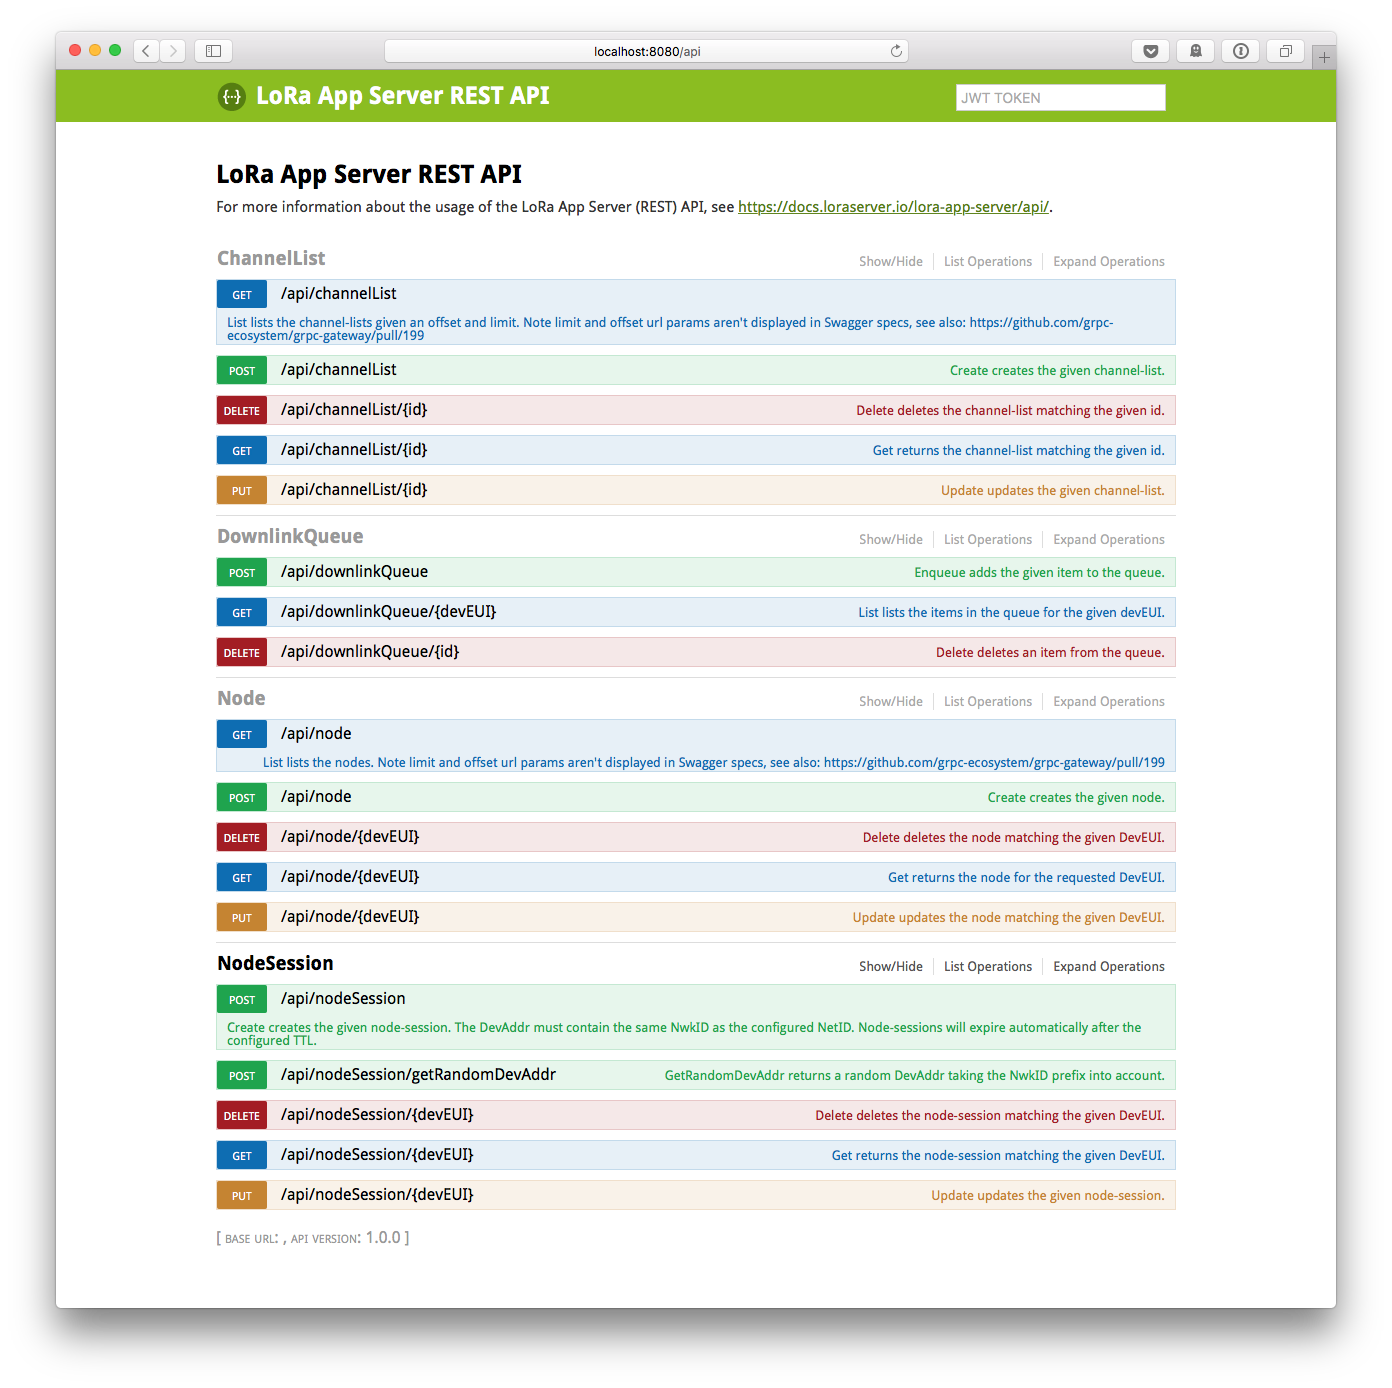 localhost:8080/api
{···} LoRa App Server REST API
JWT TOKEN
LoRa App Server REST API
For more information about the usage of the LoRa App Server (REST) API, see https://docs.loraserver.io/lora-app-server/api/.
ChannelList Show/Hide List Operations Expand Operations
GET /api/channelList
List lists the channel-lists given an offset and limit. Note limit and offset url params aren't displayed in Swagger specs, see also: https://github.com/grpc-
ecosystem/grpc-gateway/pull/199
POST /api/channelList Create creates the given channel-list.
DELETE /api/channelList/{id} Delete deletes the channel-list matching the given id.
GET /api/channelList/{id} Get returns the channel-list matching the given id.
PUT /api/channelList/{id} Update updates the given channel-list.
DownlinkQueue Show/Hide List Operations Expand Operations
POST /api/downlinkQueue Enqueue adds the given item to the queue.
GET /api/downlinkQueue/{devEUI} List lists the items in the queue for the given devEUI.
DELETE /api/downlinkQueue/{id} Delete deletes an item from the queue.
Node Show/Hide List Operations Expand Operations
GET /api/node
List lists the nodes. Note limit and offset url params aren't displayed in Swagger specs, see also: https://github.com/grpc-ecosystem/grpc-gateway/pull/199
POST /api/node Create creates the given node.
DELETE /api/node/{devEUI} Delete deletes the node matching the given DevEUI.
GET /api/node/{devEUI} Get returns the node for the requested DevEUI.
PUT /api/node/{devEUI} Update updates the node matching the given DevEUI.
NodeSession Show/Hide List Operations Expand Operations
POST /api/nodeSession
Create creates the given node-session. The DevAddr must contain the same NwkID as the configured NetID. Node-sessions will expire automatically after the
configured TTL.
POST /api/nodeSession/getRandomDevAddr GetRandomDevAddr returns a random DevAddr taking the NwkID prefix into account.
DELETE /api/nodeSession/{devEUI} Delete deletes the node-session matching the given DevEUI.
GET /api/nodeSession/{devEUI} Get returns the node-session matching the given DevEUI.
PUT /api/nodeSession/{devEUI} Update updates the given node-session.
[ BASE URL: , API VERSION: 1.0.0 ]